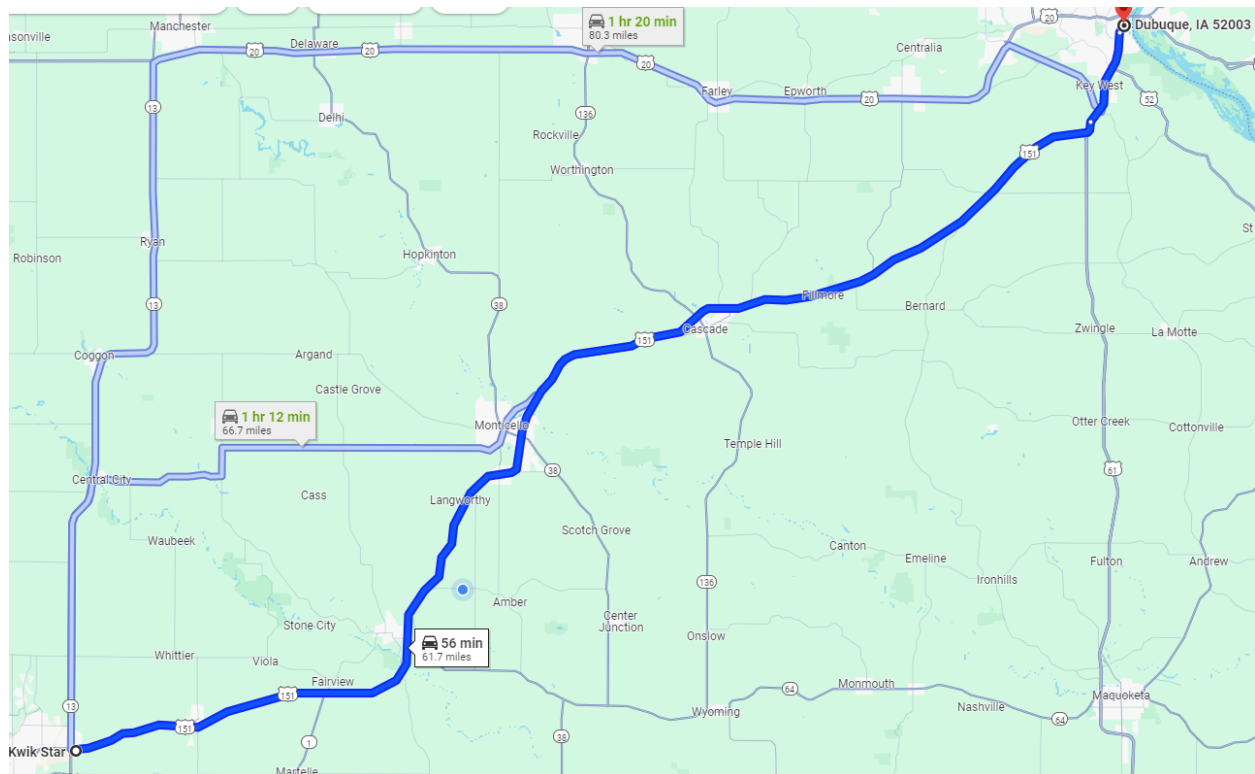 Manchester
1 hr 20 min
80.3 miles
20
Dubuque, IA 52003
Delaware
20
20
20
Centralia
13
Delhi
136
Farley
Epworth
20
Key West
52
Rockville
Worthington
151
Ryan
Robinson
Hopkinton
St
13
38
Fillmore
Bernard
Cascade
Zwingle
La Motte
151
Coggon
Argand
Castle Grove
1 hr 12 min
66.7 miles
Monticello
Otter Creek
Cottonville
Temple Hill
38
61
Central City
Cass
Langworthy
Scotch Grove
Waubeek
Canton
Emeline
Fulton
Andrew
Ironhills
136
Amber
Center
Junction
Stone City
56 min
61.7 miles
Onslow
Whittier
Viola
Fairview
151
Monmouth
64
Maquoketa
13
Nashville
Wyoming
64
151
38
Kwik Star
1
Martelle